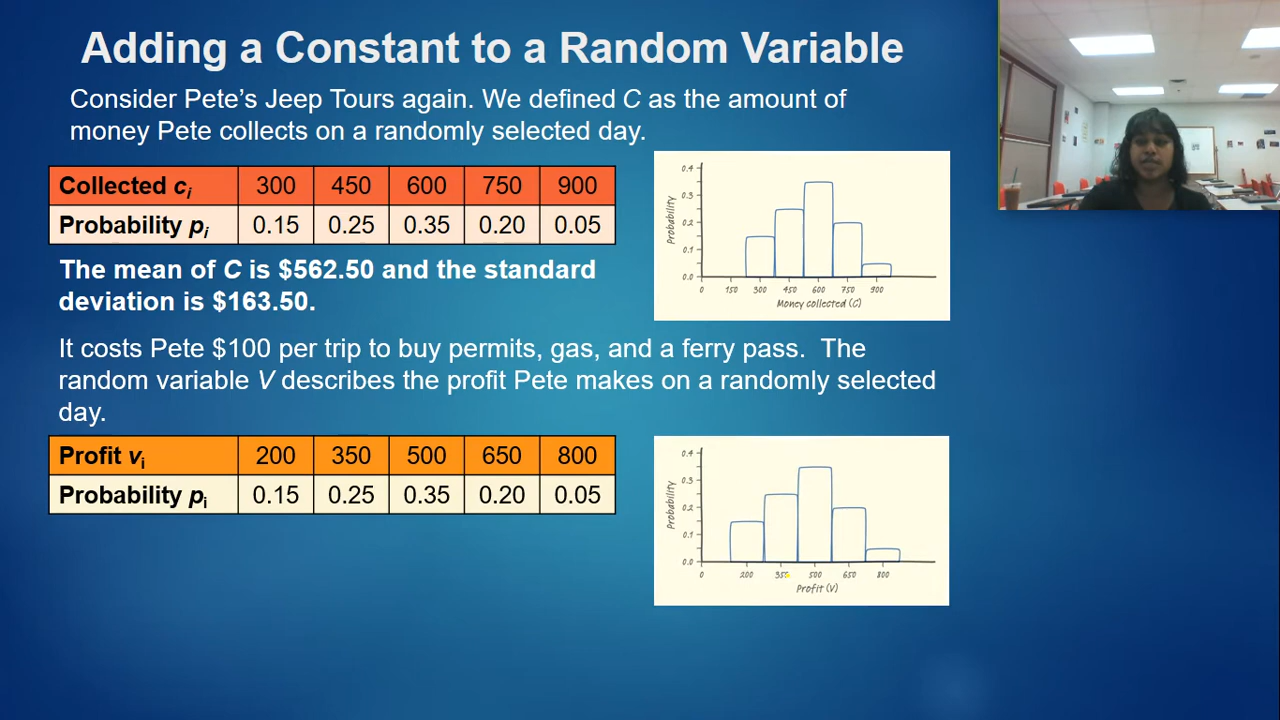 Adding a Constant to a Random Variable
Consider Pete's Jeep Tours again. We defined C as the amount of
money Pete collects on a randomly selected day.
Collected ci 300 450 600 750 900
Probability pi 0.15 0.25 0.35 0.20 0.05
The mean of C is $562.50 and the standard
deviation is $163.50.
0.4
0.3
0.2
0.1
0.0
Probability
0 150 300 450 600 750 900
Money collected (C)
It costs Pete $100 per trip to buy permits, gas, and a ferry pass. The
random variable V describes the profit Pete makes on a randomly selected
day.
Profit vi 200 350 500 650 800
Probability pi 0.15 0.25 0.35 0.20 0.05
0.4
0.3
0.2
0.1
0.0
Probability
0 200 350 500 650 800
Profit (V)